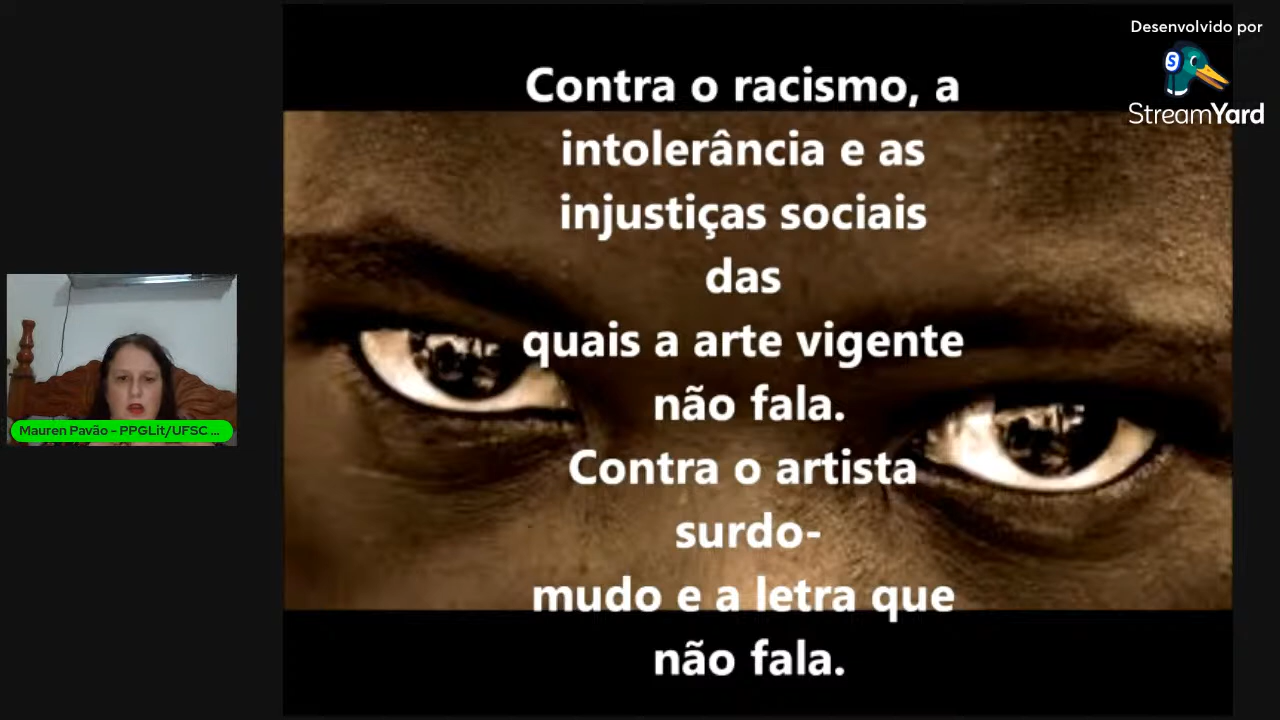 Desenvolvido por
StreamYard
Contra o racismo, a
intolerância e as
injustiças sociais
das
quais a arte vigente
não fala.
Contra o artista
surdo-
mudo e a letra que
não fala.
Mauren Pavão - PPGLit/UFSC ...